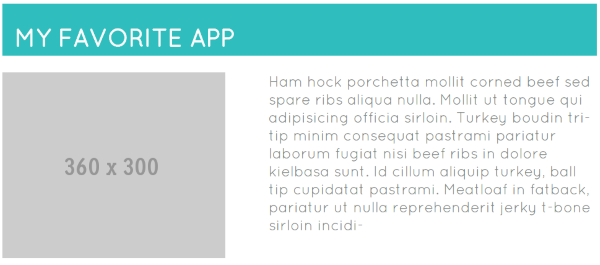 MY FAVORITE APP
360 x 300
Ham hock porchetta mollit corned beef sed
spare ribs aliqua nulla. Mollit ut tongue qui
adipisicing officia sirloin. Turkey boudin tri-
tip minim consequat pastrami pariatur
laborum fugiat nisi beef ribs in dolore
kielbasa sunt. Id cillum aliquip turkey, ball
tip cupidatat pastrami. Meatloaf in fatback,
pariatur ut nulla reprehenderit jerky t-bone
sirloin incidi-